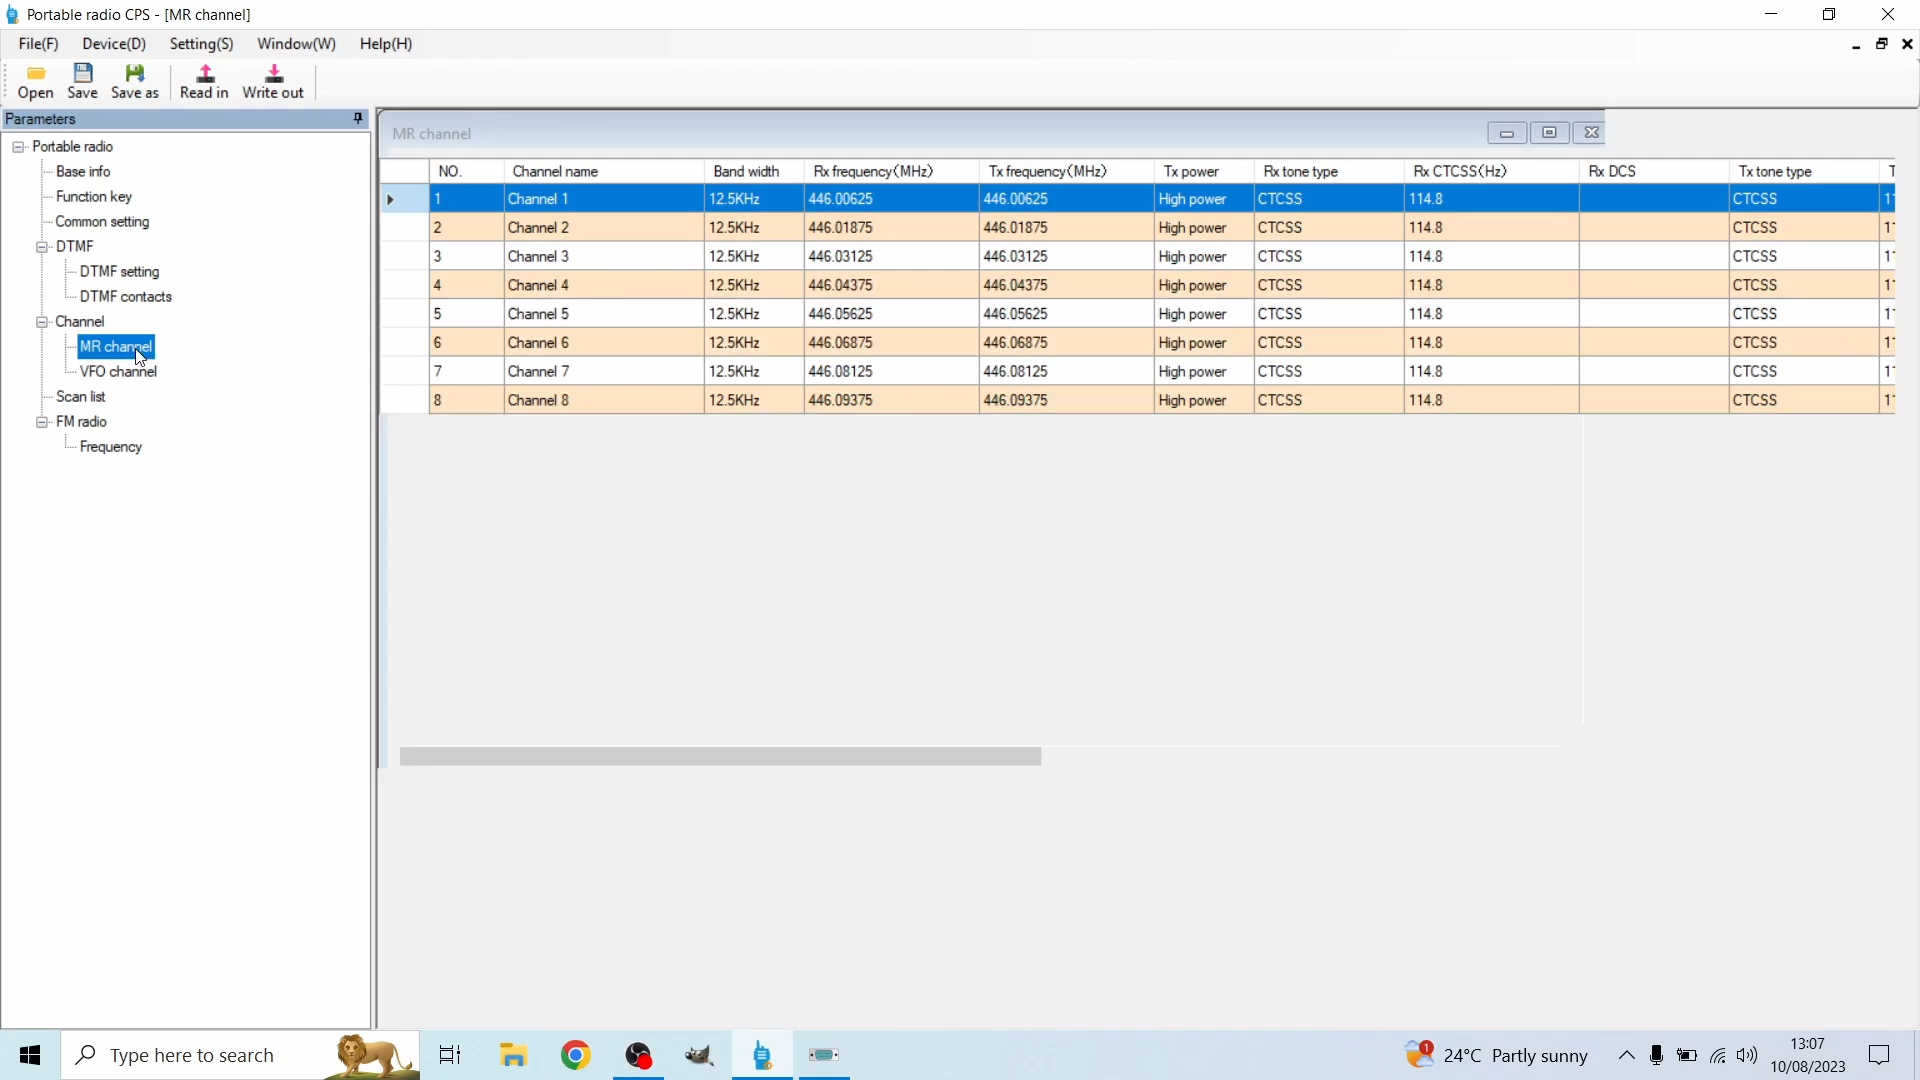 Portable radio CPS - [MR channel]
File(F) Device(D) Setting(S) Window(W) Help(H)
Open Save Save as Read in Write out
Parameters
Portable radio
Base info
Function key
Common setting
DTMF
DTMF setting
DTMF contacts
Channel
MR channel
VFO channel
Scan list
FM radio
Frequency
MR channel
NO. Channel name Band width Rx frequency(MHz) Tx frequency(MHz) Tx power Rx tone type Rx CTCSS(Hz) Rx DCS Tx tone type
1 Channel 1 12.5KHz 446.00625 446.00625 High power CTCSS 114.8 CTCSS
2 Channel 2 12.5KHz 446.01875 446.01875 High power CTCSS 114.8 CTCSS
3 Channel 3 12.5KHz 446.03125 446.03125 High power CTCSS 114.8 CTCSS
4 Channel 4 12.5KHz 446.04375 446.04375 High power CTCSS 114.8 CTCSS
5 Channel 5 12.5KHz 446.05625 446.05625 High power CTCSS 114.8 CTCSS
6 Channel 6 12.5KHz 446.06875 446.06875 High power CTCSS 114.8 CTCSS
7 Channel 7 12.5KHz 446.08125 446.08125 High power CTCSS 114.8 CTCSS
8 Channel 8 12.5KHz 446.09375 446.09375 High power CTCSS 114.8 CTCSS
Type here to search
1
24°C Partly sunny
13:07
10/08/2023